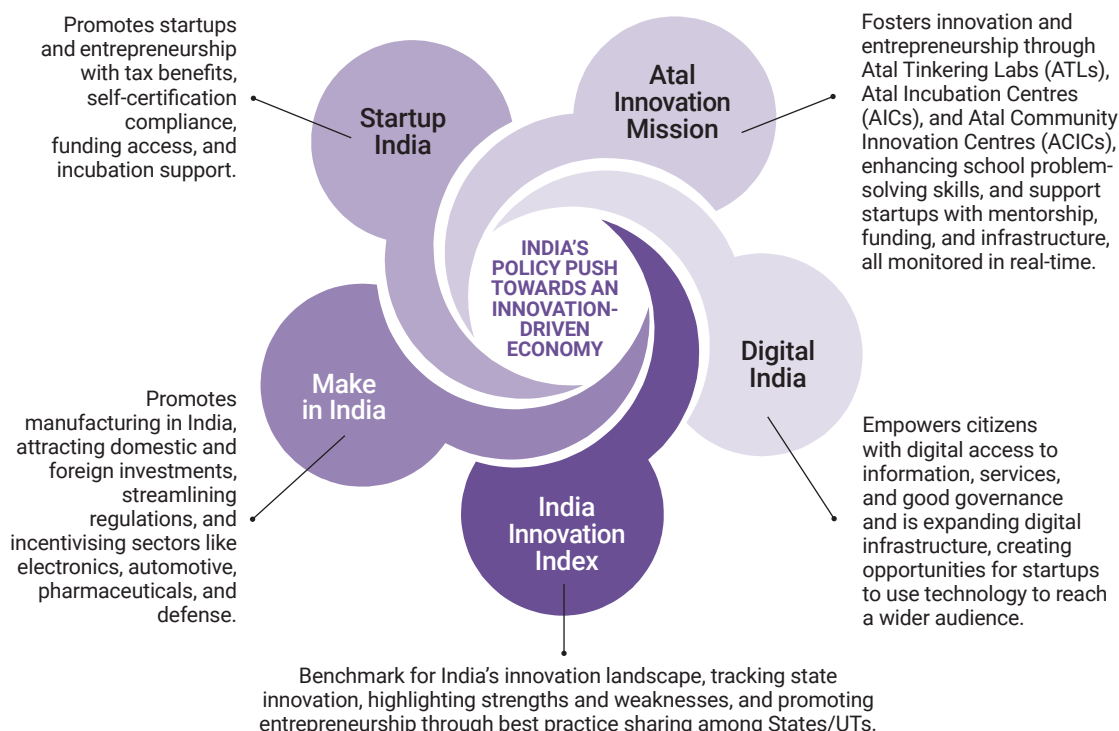 Promotes startups
and entrepreneurship
with tax benefits,
self-certification
compliance,
funding access, and
incubation support.
Startup
India
Atal
Innovation
Mission
Fosters innovation and
entrepreneurship through
Atal Tinkering Labs (ATLs),
Atal Incubation Centres
(AICs), and Atal Community
Innovation Centres (ACICs),
enhancing school problem-
solving skills, and support
startups with mentorship,
funding, and infrastructure,
all monitored in real-time.
INDIA'S
POLICY PUSH
TOWARDS AN
INNOVATION-
DRIVEN
ECONOMY
Make
in India
Promotes
manufacturing in India,
attracting domestic and
foreign investments,
streamlining
regulations, and
incentivising sectors like
electronics, automotive,
pharmaceuticals, and
defense.
Digital
India
Empowers citizens
with digital access to
information, services,
and good governance
and is expanding digital
infrastructure, creating
opportunities for startups
to use technology to reach
a wider audience.
India
Innovation
Index
Benchmark for India's innovation landscape, tracking state
innovation, highlighting strengths and weaknesses, and promoting
entrepreneurship through best practice sharing among States/UTs.